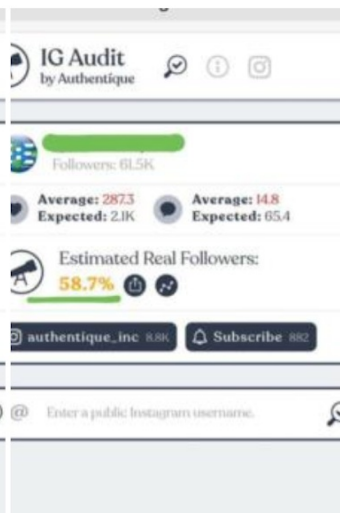 IG Audit
by Authentique
Followers: 61.5K
Average: 287.3
Expected: 2.1K
Average: 14.8
Expected: 65.4
Estimated Real Followers:
58.7%
authentique_inc 8.8K
Subscribe 882
@ Enter a public Instagram username.